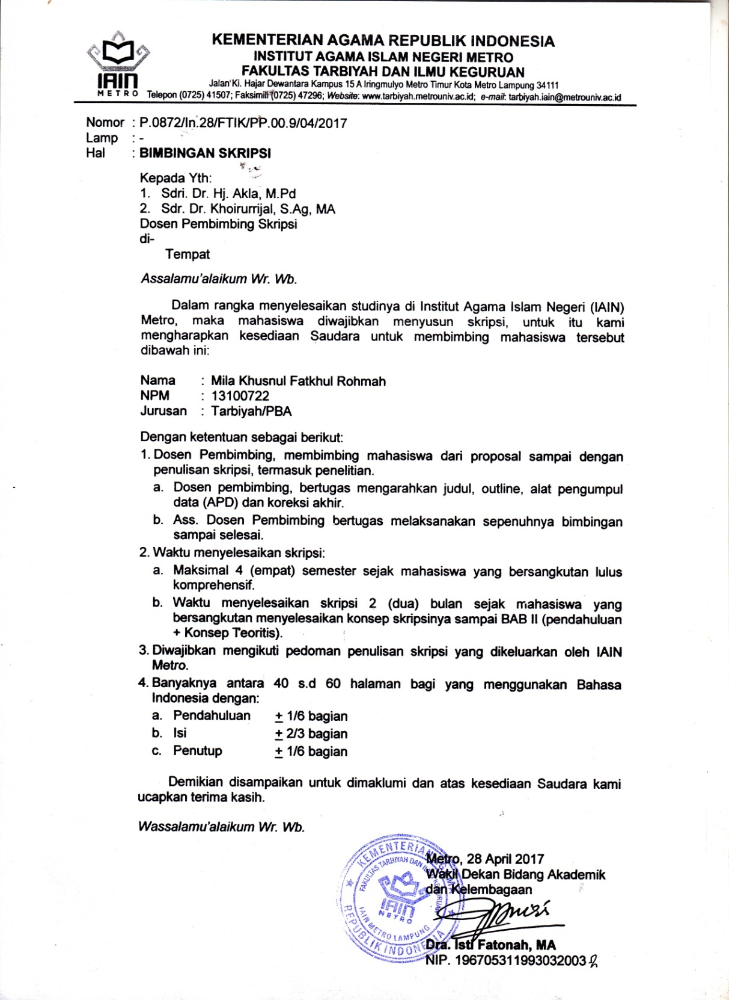 KEMENTERIAN AGAMA REPUBLIK INDONESIA
INSTITUT AGAMA ISLAM NEGERI METRO
FAKULTAS TARBIYAH DAN ILMU KEGURUAN
Jalan Ki. Hajar Dewantara Kampus 15 A Iringmulyo Metro Timur Kota Metro Lampung 34111
Telepon (0725) 41507; Faksimili (0725) 47296; Website: www.tarbiyah.metrouniv.ac.id; e-mail: tarbiyah.iain@metrouniv.ac.id
IAIN
METRO
Nomor : P.0872/In.28/FTIK/PP.00.9/04/2017
Lamp : -
Hal : BIMBINGAN SKRIPSI
Kepada Yth:
1. Sdri. Dr. Hj. Akla, M.Pd
2. Sdr. Dr. Khoirurrijal, S.Ag, MA
Dosen Pembimbing Skripsi
di-
Tempat
Assalamu'alaikum Wr. Wb.
Dalam rangka menyelesaikan studinya di Institut Agama Islam Negeri (IAIN)
Metro, maka mahasiswa diwajibkan menyusun skripsi, untuk itu kami
mengharapkan kesediaan Saudara untuk membimbing mahasiswa tersebut
dibawah ini:
Nama : Mila Khusnul Fatkhul Rohmah
NPM : 13100722
Jurusan : Tarbiyah/PBA
Dengan ketentuan sebagai berikut:
1. Dosen Pembimbing, membimbing mahasiswa dari proposal sampai dengan
penulisan skripsi, termasuk penelitian.
a. Dosen pembimbing, bertugas mengarahkan judul, outline, alat pengumpul
data (APD) dan koreksi akhir.
b. Ass. Dosen Pembimbing bertugas melaksanakan sepenuhnya bimbingan
sampai selesai.
2. Waktu menyelesaikan skripsi:
a. Maksimal 4 (empat) semester sejak mahasiswa yang bersangkutan lulus
komprehensif.
b. Waktu menyelesaikan skripsi 2 (dua) bulan sejak mahasiswa yang
bersangkutan menyelesaikan konsep skripsinya sampai BAB II (pendahuluan
+ Konsep Teoritis).
3. Diwajibkan mengikuti pedoman penulisan skripsi yang dikeluarkan oleh IAIN
Metro.
4. Banyaknya antara 40 s.d 60 halaman bagi yang menggunakan Bahasa
Indonesia dengan:
a. Pendahuluan ± 1/6 bagian
b. Isi ± 2/3 bagian
c. Penutup ± 1/6 bagian
Demikian disampaikan untuk dimaklumi dan atas kesediaan Saudara kami
ucapkan terima kasih.
Wassalamu'alaikum Wr. Wb.
Metro, 28 April 2017
Wakil Dekan Bidang Akademik
dan Kelembagaan
KEMENTERIAN AGAMA
FAKULTAS TARBIYAH DAN ILMU KEGURUAN
IAIN
METRO
IAIN METRO LAMPUNG
REPUBLIK INDONESIA
Dra. Isti Fatonah, MA
NIP. 196705311993032003